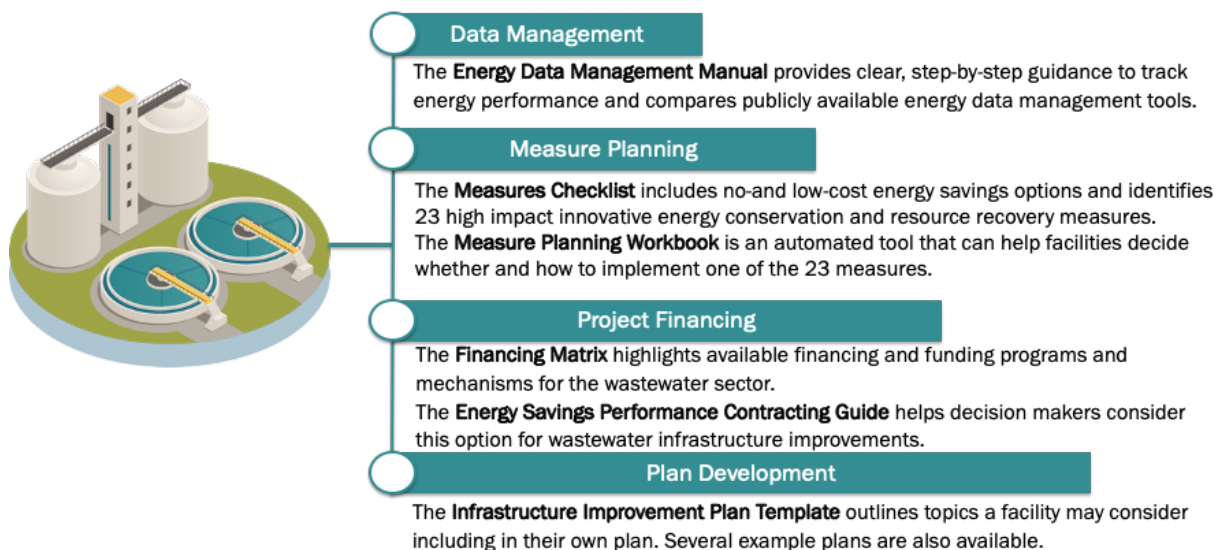 Data Management
The Energy Data Management Manual provides clear, step-by-step guidance to track
energy performance and compares publicly available energy data management tools.
Measure Planning
The Measures Checklist includes no-and low-cost energy savings options and identifies
23 high impact innovative energy conservation and resource recovery measures.
The Measure Planning Workbook is an automated tool that can help facilities decide
whether and how to implement one of the 23 measures.
Project Financing
The Financing Matrix highlights available financing and funding programs and
mechanisms for the wastewater sector.
The Energy Savings Performance Contracting Guide helps decision makers consider
this option for wastewater infrastructure improvements.
Plan Development
The Infrastructure Improvement Plan Template outlines topics a facility may consider
including in their own plan. Several example plans are also available.